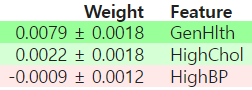 Weight Feature
0.0079 ± 0.0018 GenHlth
0.0022 ± 0.0018 HighChol
-0.0009 ± 0.0012 HighBP